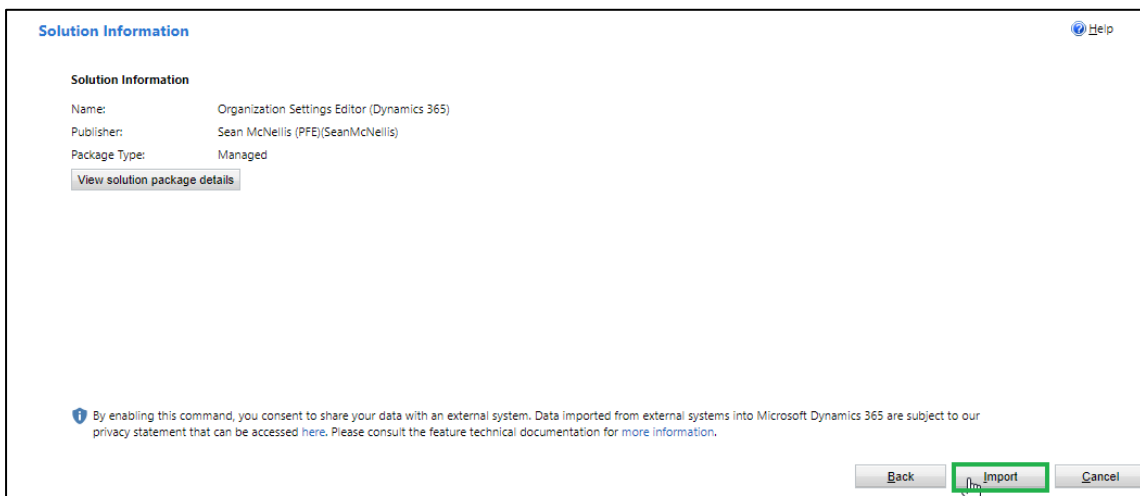 Solution Information
Help
Solution Information
Name: Organization Settings Editor (Dynamics 365)
Publisher: Sean McNellis (PFE)(SeanMcNellis)
Package Type: Managed
View solution package details
By enabling this command, you consent to share your data with an external system. Data imported from external systems into Microsoft Dynamics 365 are subject to our
privacy statement that can be accessed here. Please consult the feature technical documentation for more information.
Back Import Cancel